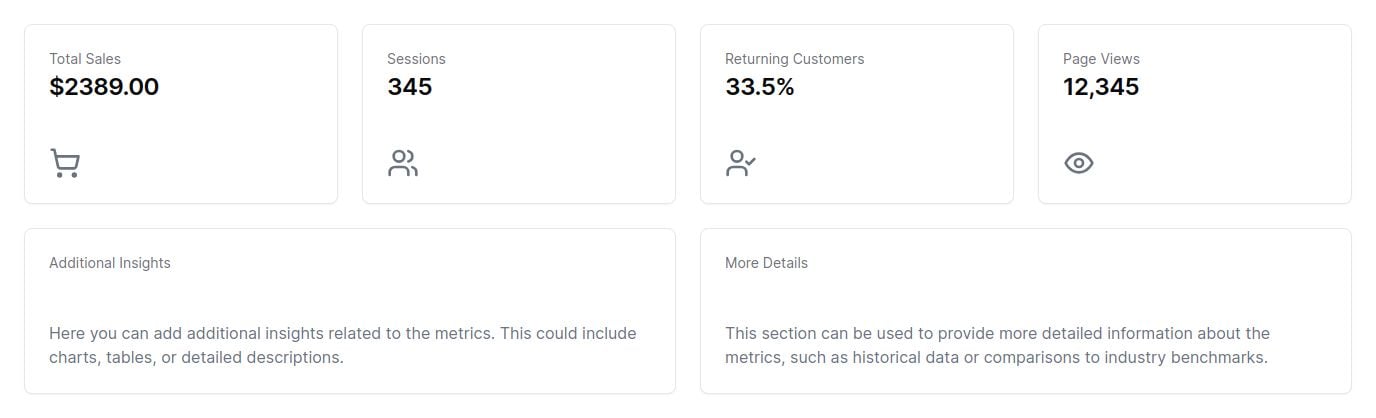 Total Sales
$2389.00
Sessions
345
Returning Customers
33.5%
Page Views
12,345
Additional Insights
Here you can add additional insights related to the metrics. This could include
charts, tables, or detailed descriptions.
More Details
This section can be used to provide more detailed information about the
metrics, such as historical data or comparisons to industry benchmarks.